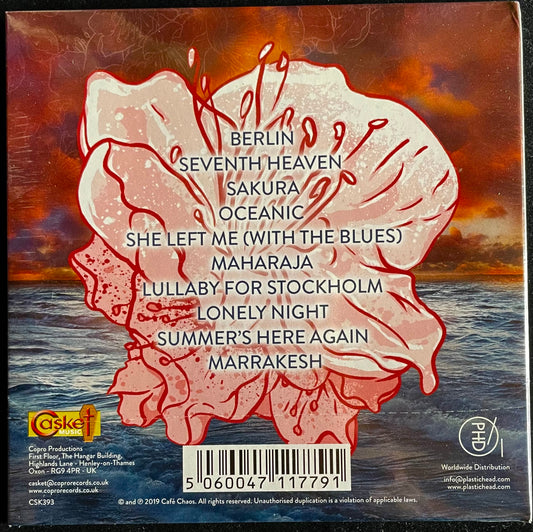 BERLIN
SEVENTH HEAVEN
SAKURA
OCEANIC
SHE LEFT ME (WITH THE BLUES)
MAHARAJA
LULLABY FOR STOCKHOLM
LONELY NIGHT
SUMMER'S HERE AGAIN
MARRAKESH
Casket
MUSIC
Copro Productions
First Floor, The Hangar Building,
Highlands Lane - Henley-on-Thames
Oxon - RG9 4PR - UK
casket@coprorecords.co.uk
www.coprorecords.co.uk
CSK393
5 060047 117791
© and ℗ 2019 Café Chaos. All rights reserved. Unauthorised duplication is a violation of applicable laws.
PHD
Worldwide Distribution
info@plastichead.com
www.plastichead.com